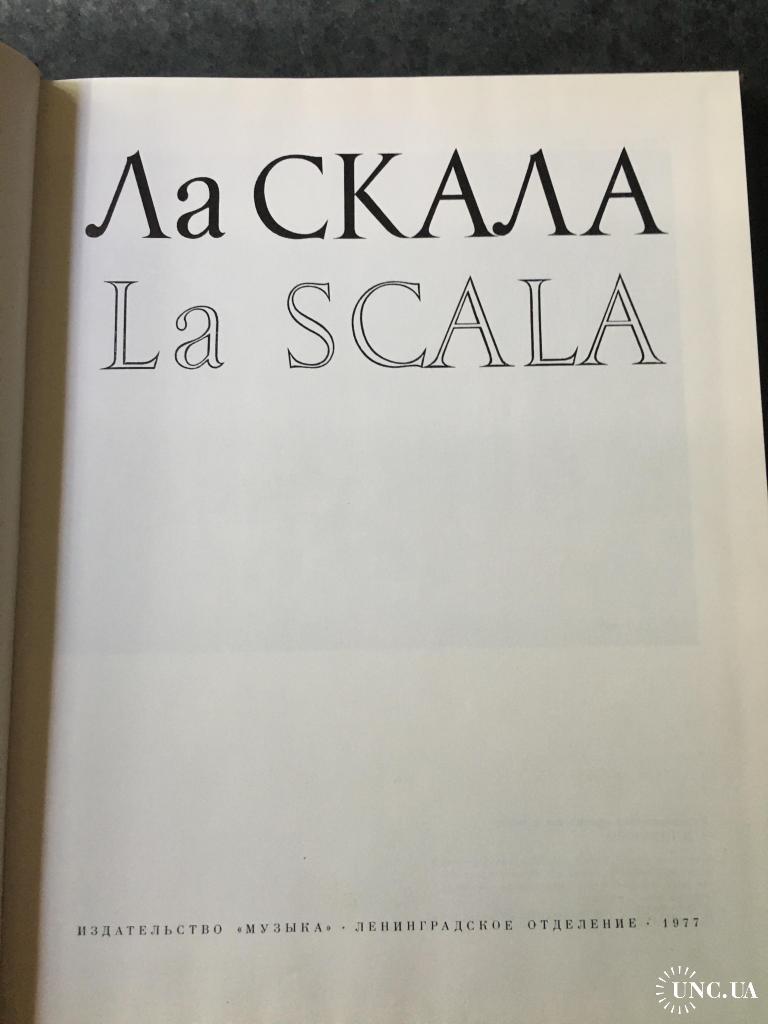 Ла СКАЛА
La SCALA
ИЗДАТЕЛЬСТВО «МУЗЫКА» · ЛЕНИНГРАДСКОЕ ОТДЕЛЕНИЕ · 1977
UNC.UA